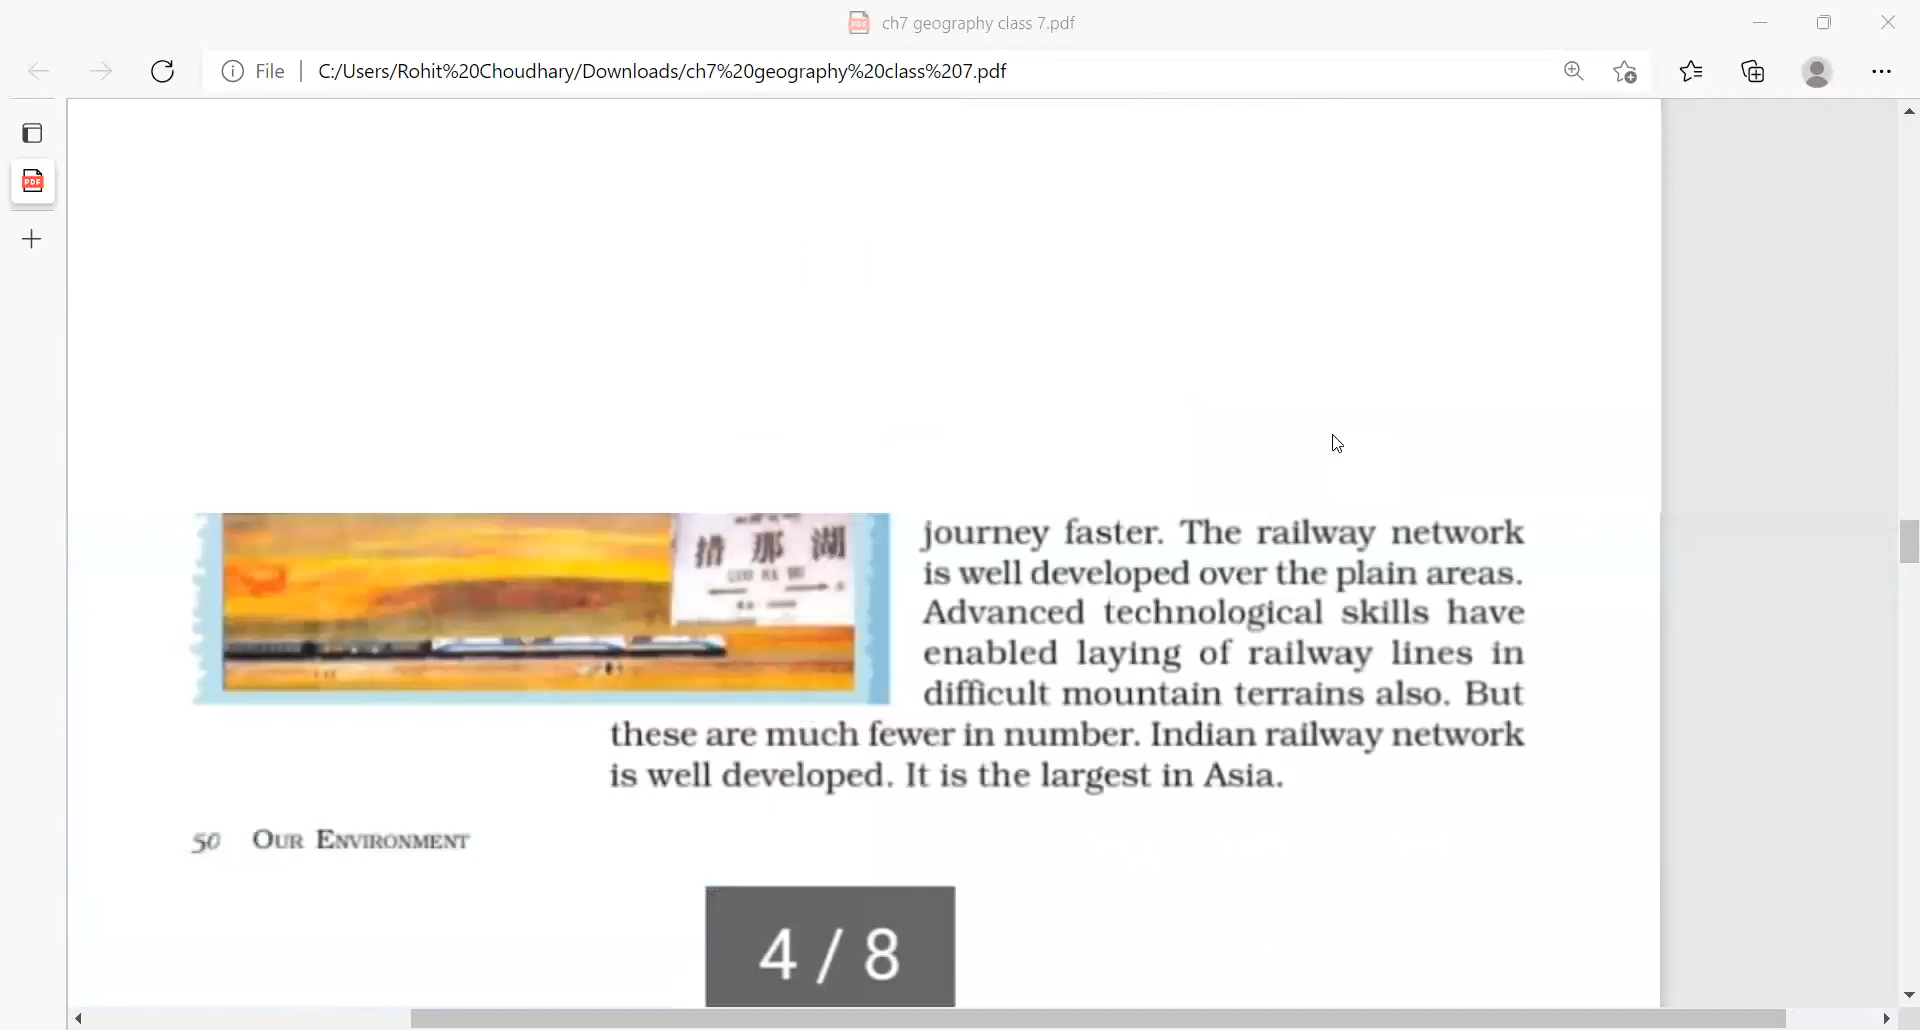 ch7 geography class 7.pdf
File
C:/Users/Rohit%20Choudhary/Downloads/ch7%20geography%20class%207.pdf
措 那 湖
journey faster. The railway network
is well developed over the plain areas.
Advanced technological skills have
enabled laying of railway lines in
difficult mountain terrains also. But
these are much fewer in number. Indian railway network
is well developed. It is the largest in Asia.
50 OUR ENVIRONMENT
4 / 8